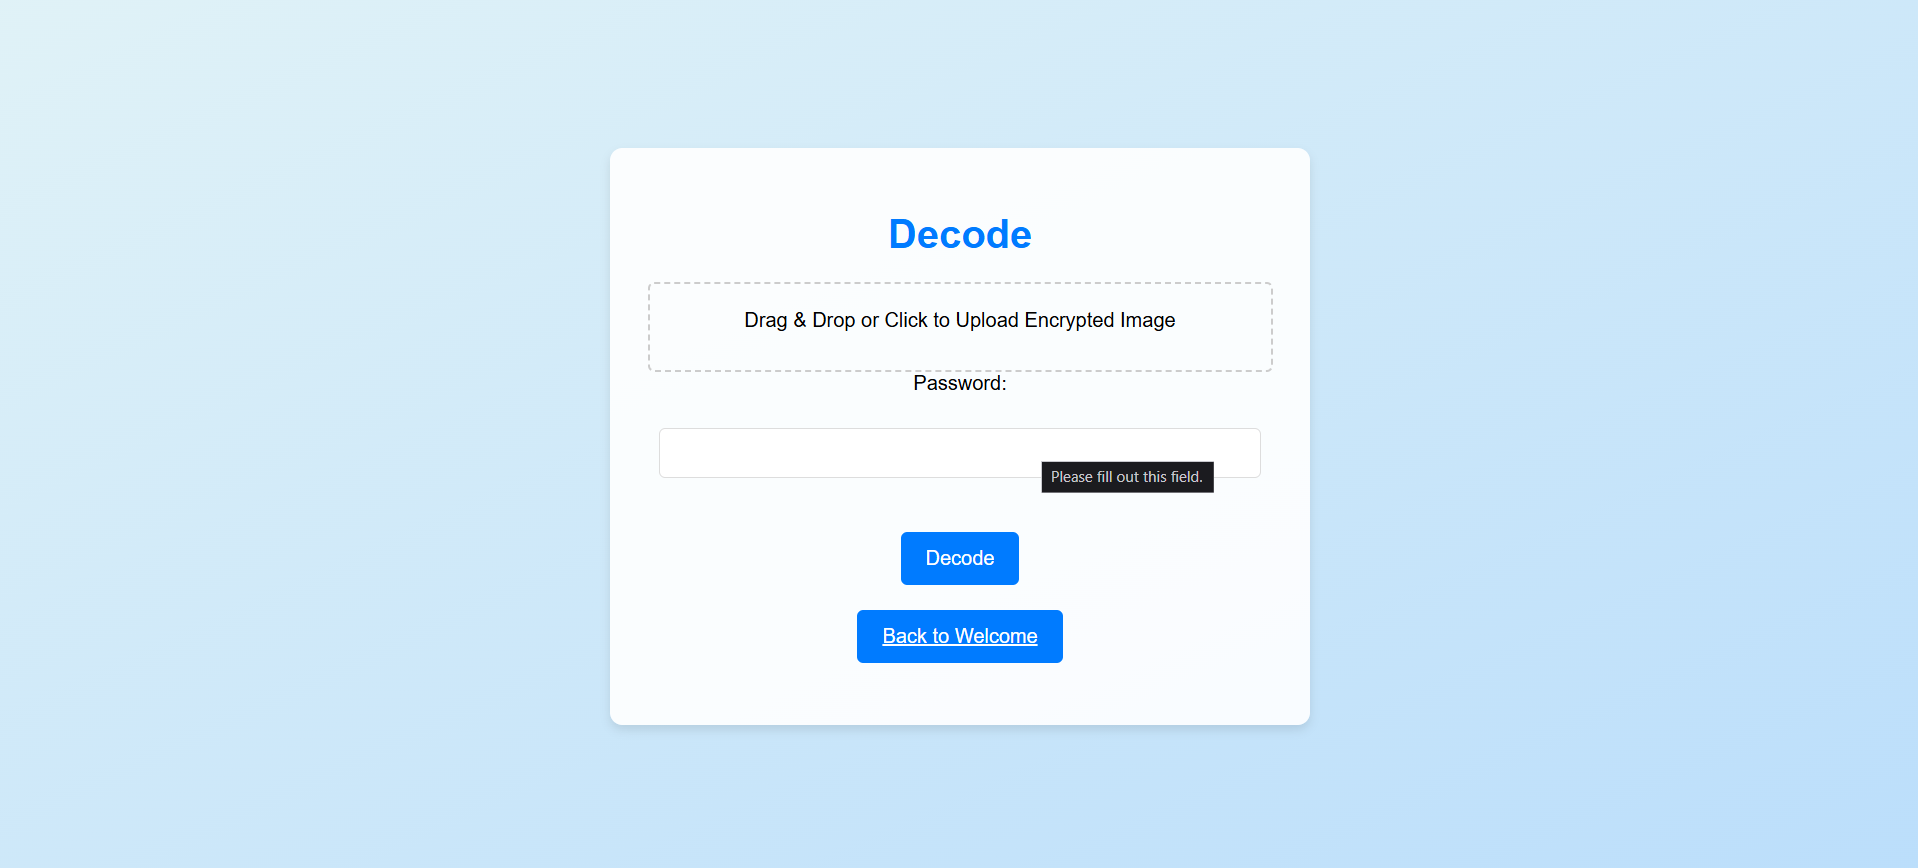 Decode
Drag & Drop or Click to Upload Encrypted Image
Password:
Please fill out this field.
Decode
Back to Welcome